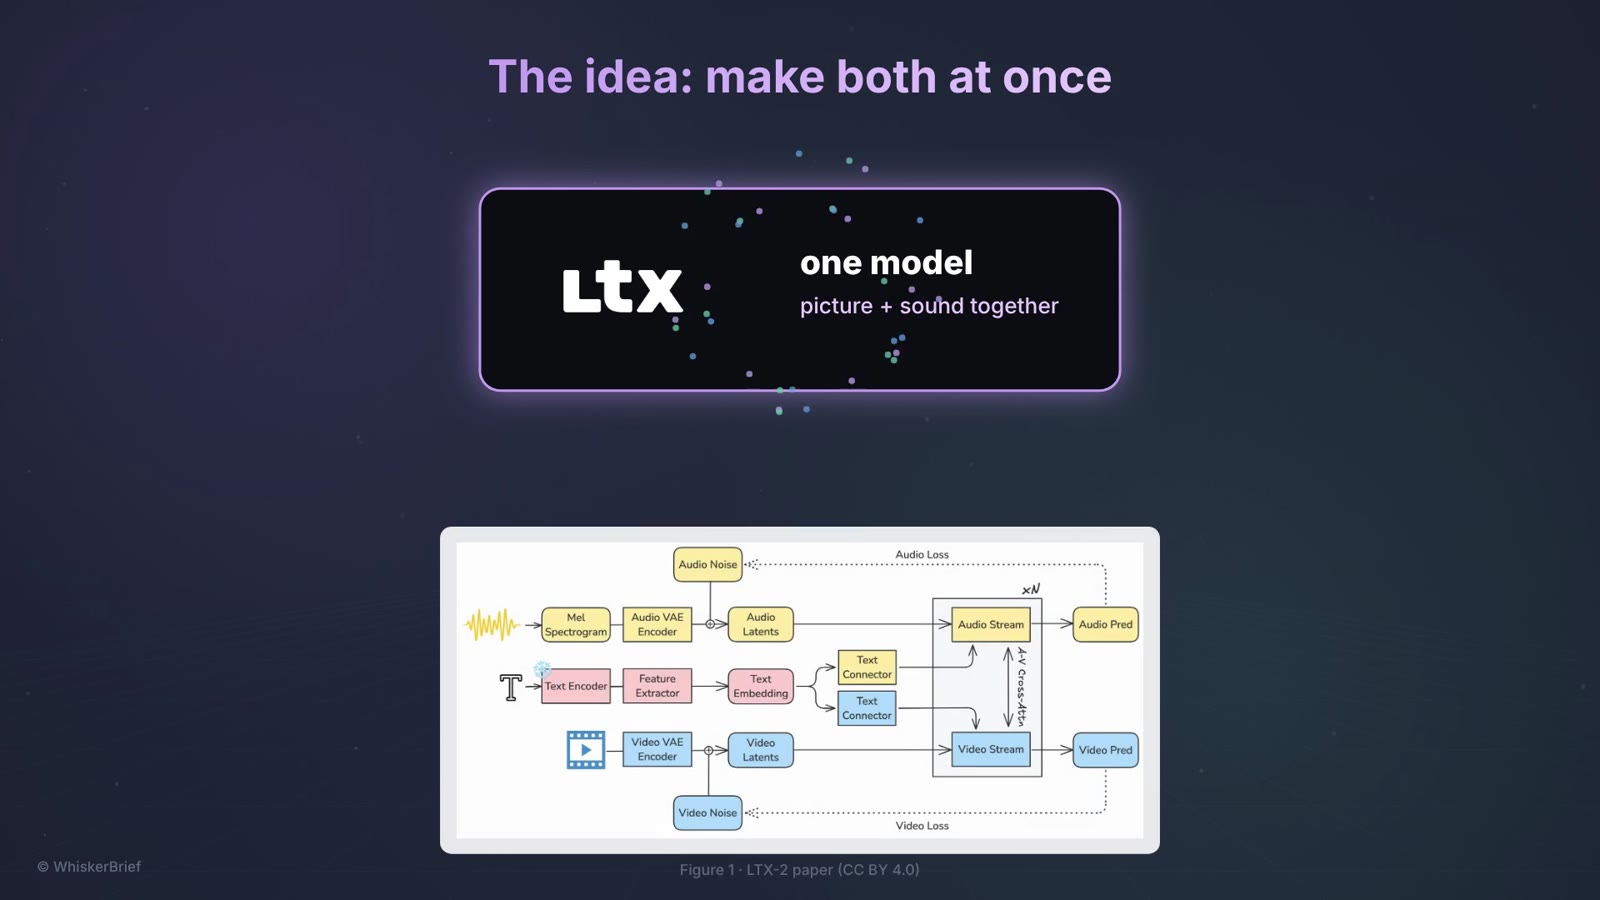 The idea: make both at once
Ltx
one model
picture + sound together
Audio Loss
Audio Noise
xN
Mel
Spectrogram
Audio VAE
Encoder
Audio
Latents
Audio Stream
Audio Pred
A-V Cross-Attn
Text
Connector
T
Text Encoder
Feature
Extractor
Text
Embedding
Text
Connector
Video VAE
Encoder
Video
Latents
Video Stream
Video Pred
Video Noise
Video Loss
© WhiskerBrief
Figure 1 · LTX-2 paper (CC BY 4.0)